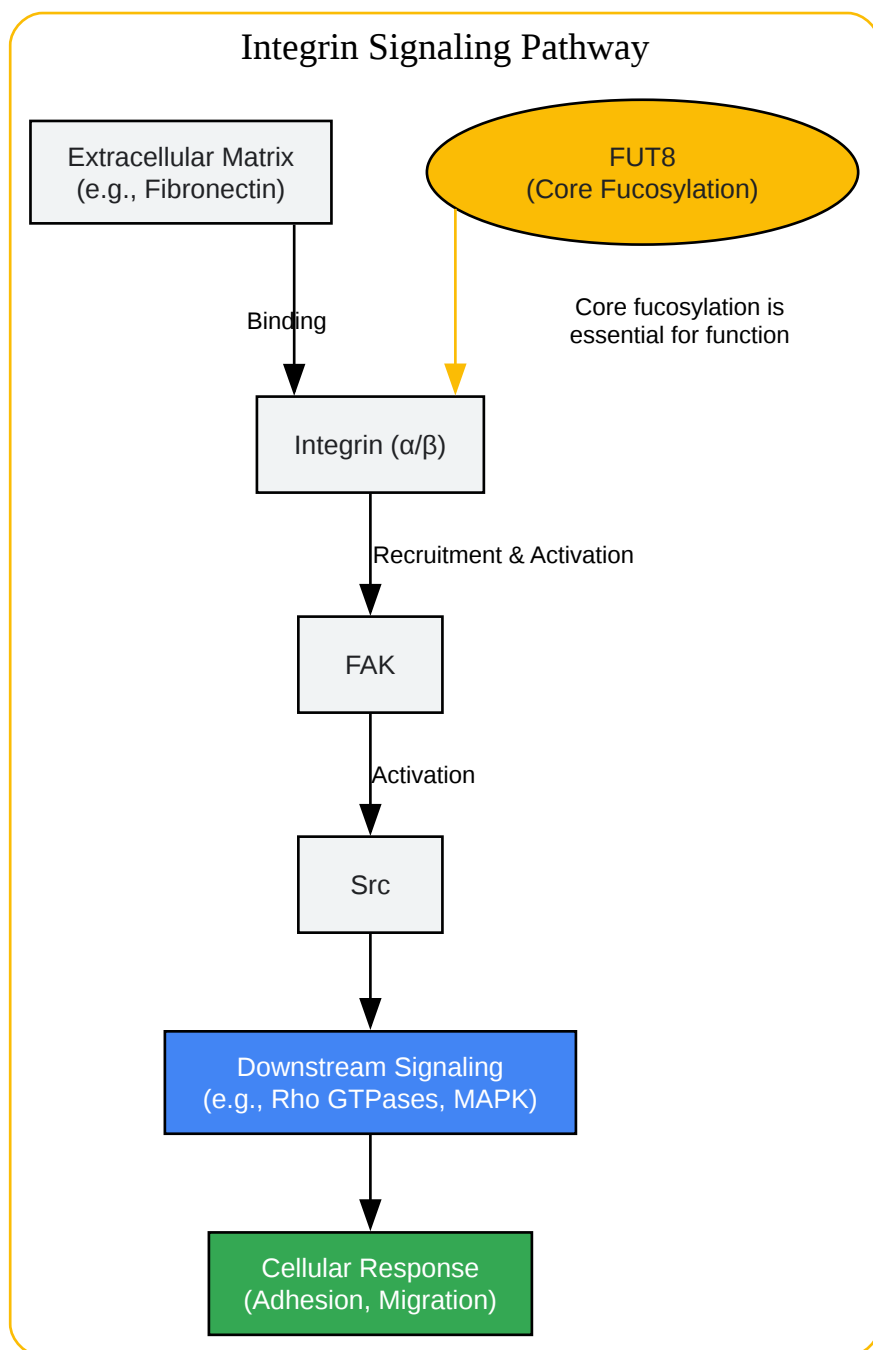 Integrin Signaling Pathway
Extracellular Matrix
(e.g., Fibronectin)
FUT8
(Core Fucosylation)
Binding
Core fucosylation is
essential for function
Integrin (α/β)
Recruitment & Activation
FAK
Activation
Src
Downstream Signaling
(e.g., Rho GTPases, MAPK)
Cellular Response
(Adhesion, Migration)